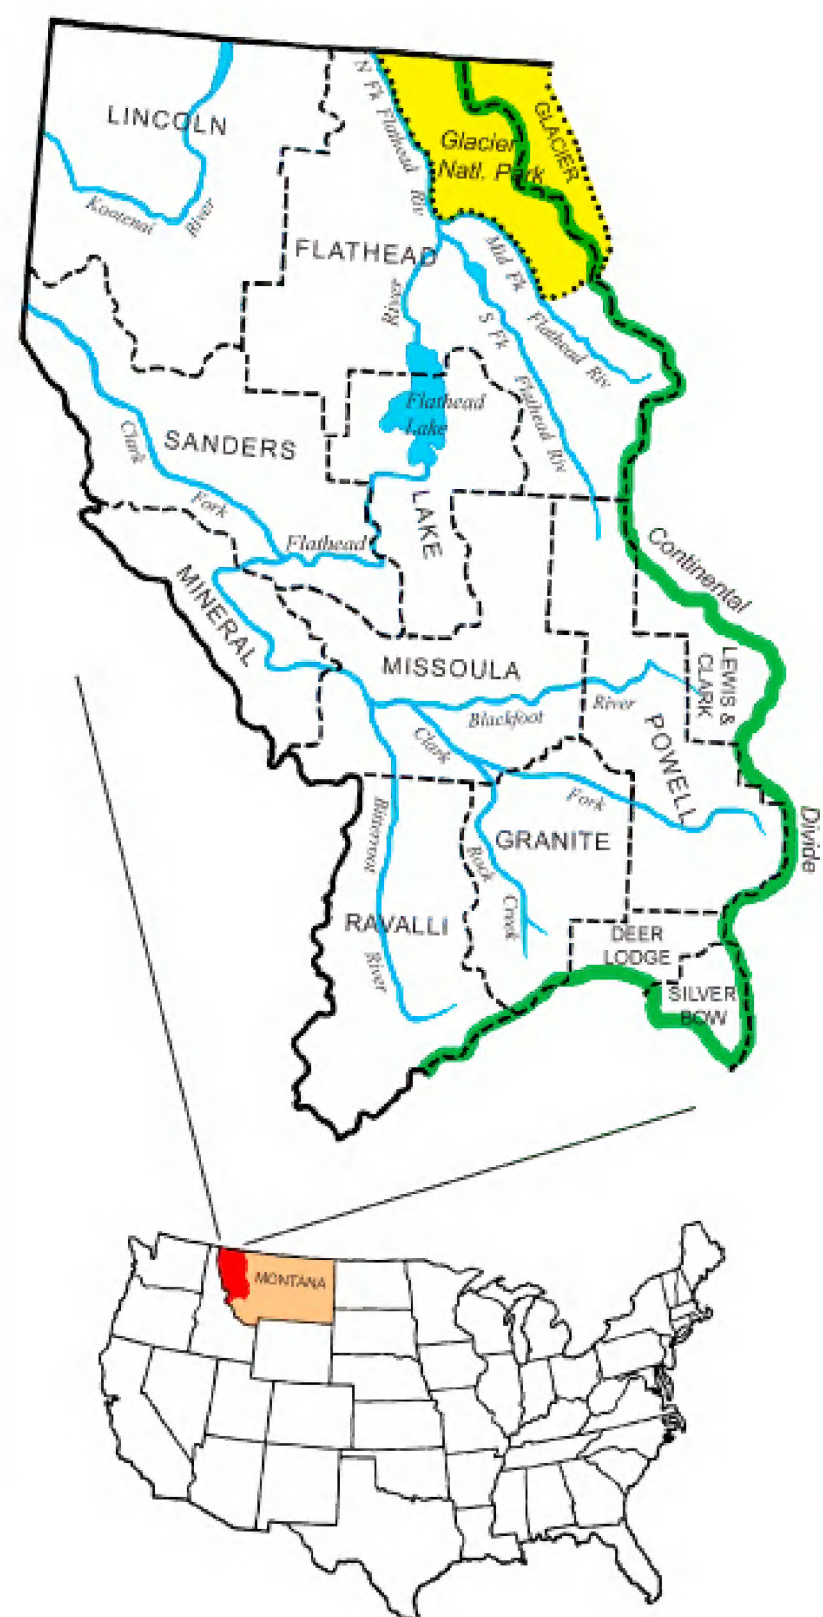 LINCOLN
Kootenai
River
N Fk Flathead Riv
Glacier
Natl. Park
GLACIER
FLATHEAD
River
Mid Fk
Flathead Riv
S Fk
Flathead Riv
Flathead
Lake
SANDERS
Clark
Fork
Flathead
LAKE
Continental
Divide
MINERAL
MISSOULA
LEWIS &
CLARK
Blackfoot
River
POWELL
Clark
Fork
Bitterroot
River
Rock
Creek
GRANITE
RAVALLI
DEER
LODGE
SILVER
BOW
MONTANA